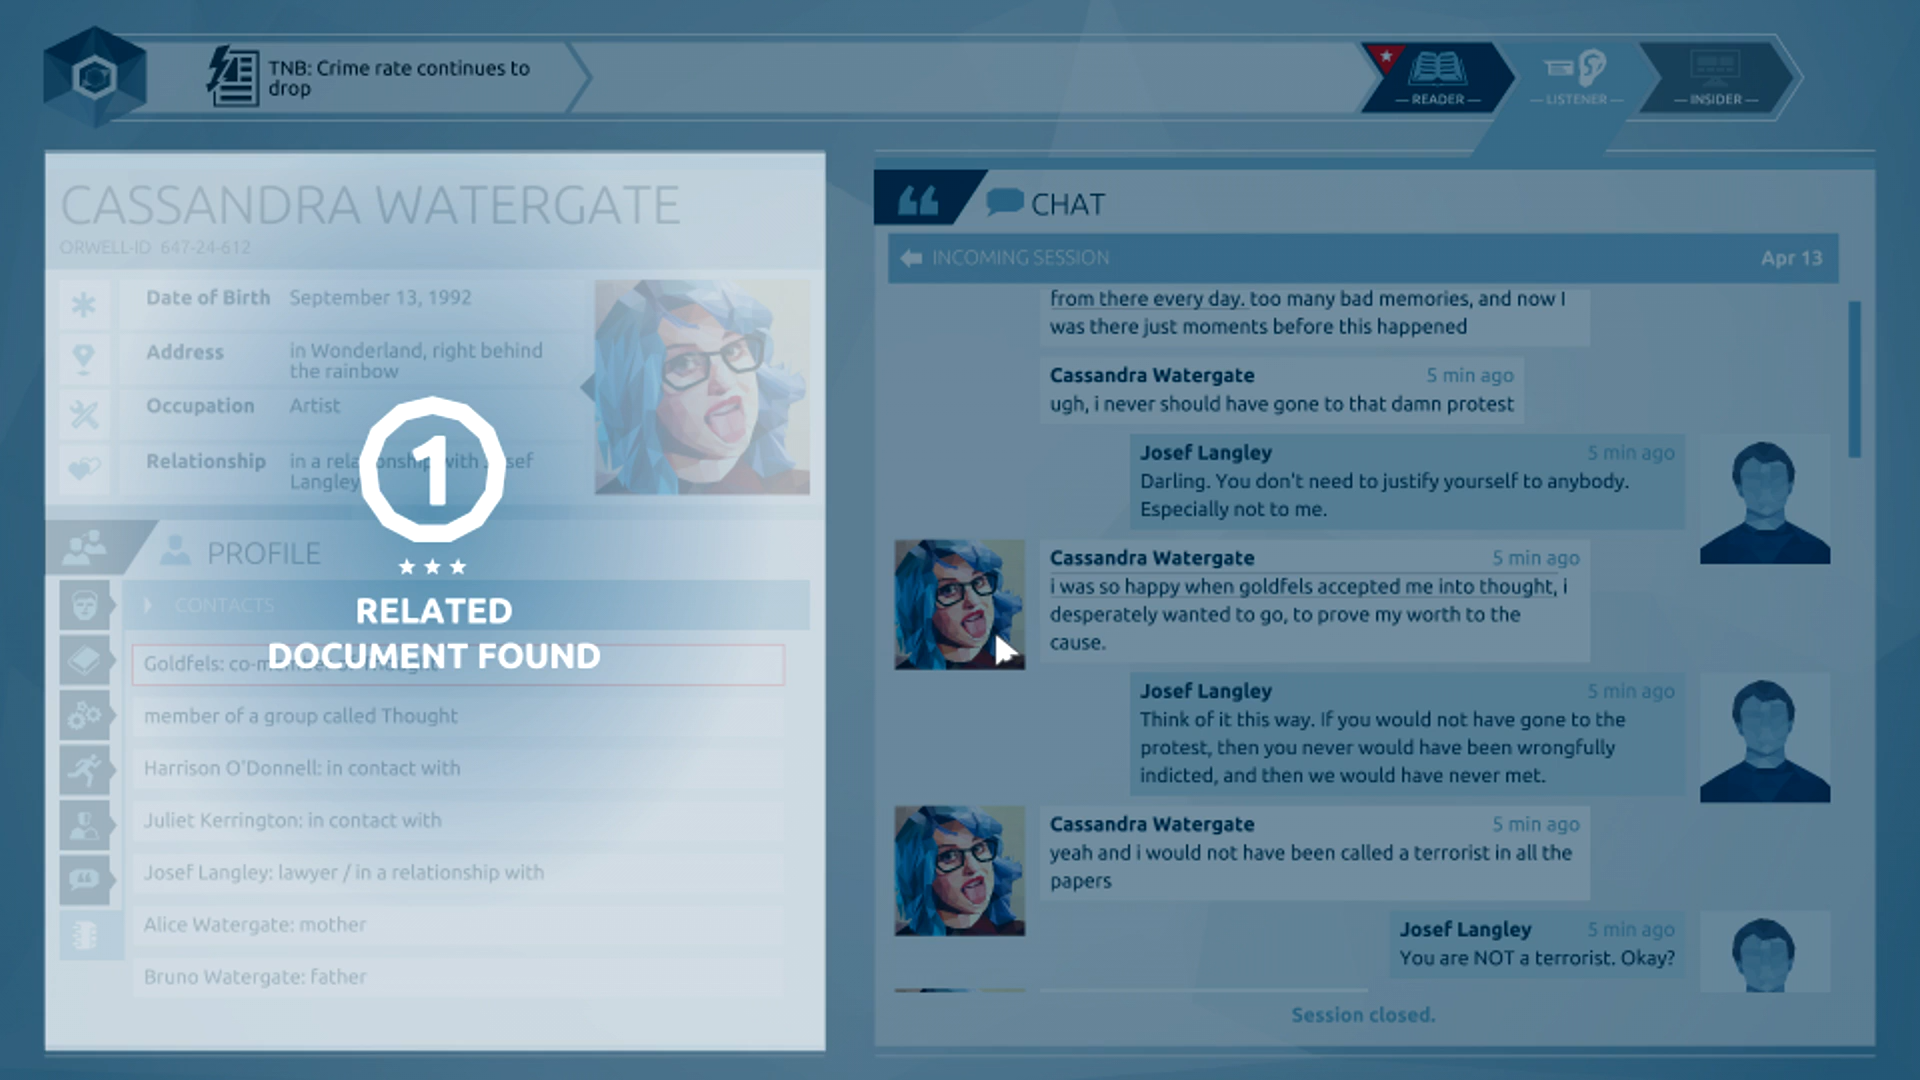 TNB: Crime rate continues to
drop
— READER —
— LISTENER —
— INSIDER —
CASSANDRA WATERGATE
ORWELL-ID 647-24-612
Date of Birth September 13, 1992
Address in Wonderland, right behind
the rainbow
Occupation Artist
Relationship in a relationship with Josef
Langley
1
RELATED
DOCUMENT FOUND
PROFILE
CONTACTS
Goldfels: co-member of Thought
member of a group called Thought
Harrison O'Donnell: in contact with
Juliet Kerrington: in contact with
Josef Langley: lawyer / in a relationship with
Alice Watergate: mother
Bruno Watergate: father
CHAT
INCOMING SESSION Apr 13
from there every day. too many bad memories, and now I
was there just moments before this happened
Cassandra Watergate 5 min ago
ugh, i never should have gone to that damn protest
Josef Langley 5 min ago
Darling. You don't need to justify yourself to anybody.
Especially not to me.
Cassandra Watergate 5 min ago
i was so happy when goldfels accepted me into thought, i
desperately wanted to go, to prove my worth to the
cause.
Josef Langley 5 min ago
Think of it this way. If you would not have gone to the
protest, then you never would have been wrongfully
indicted, and then we would have never met.
Cassandra Watergate 5 min ago
yeah and i would not have been called a terrorist in all the
papers
Josef Langley 5 min ago
You are NOT a terrorist. Okay?
Session closed.